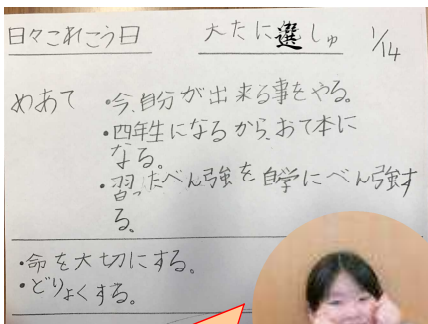 日々これこう日 大たに選しゅ 1/14
めあて ・今、自分が出来る事をやる。
・四年生になるから、おて本に
なる。
・習ったべん強を自学にべん強す
る。
・命を大切にする。
・どりょくする。